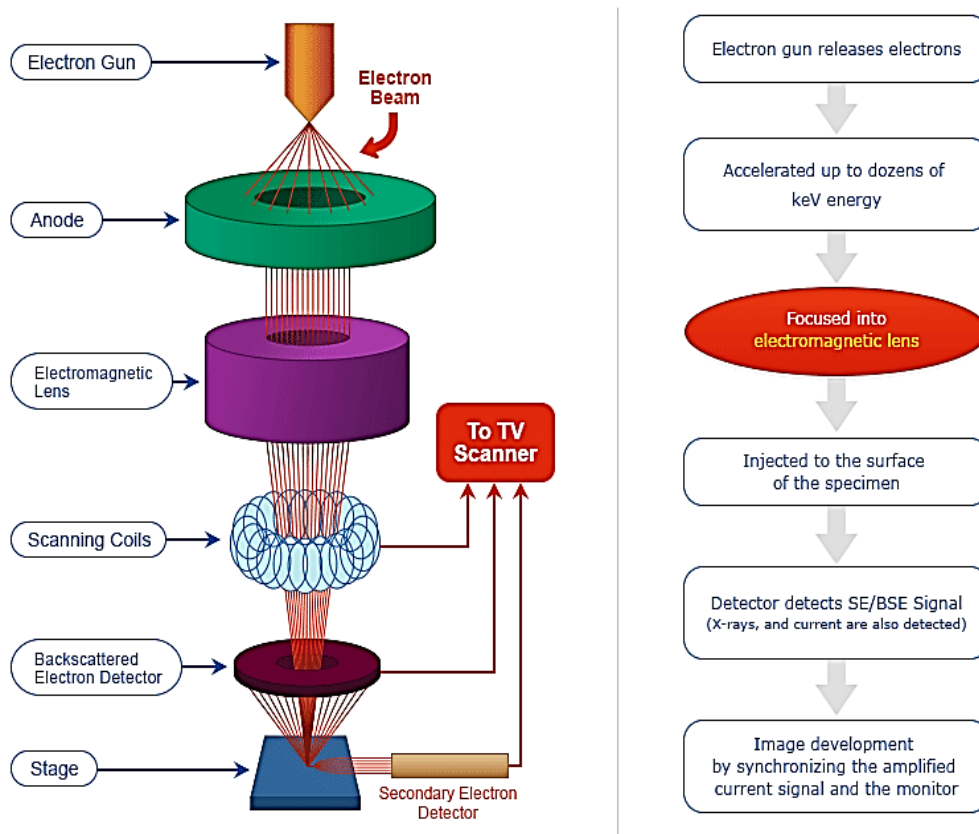 Electron Gun
Electron
Beam
Anode
Electromagnetic
Lens
To TV
Scanner
Scanning Coils
Backscattered
Electron Detector
Stage
Secondary Electron
Detector
Electron gun releases electrons
Accelerated up to dozens of
keV energy
Focused into
electromagnetic lens
Injected to the surface
of the specimen
Detector detects SE/BSE Signal
(X-rays, and current are also detected)
Image development
by synchronizing the amplified
current signal and the monitor